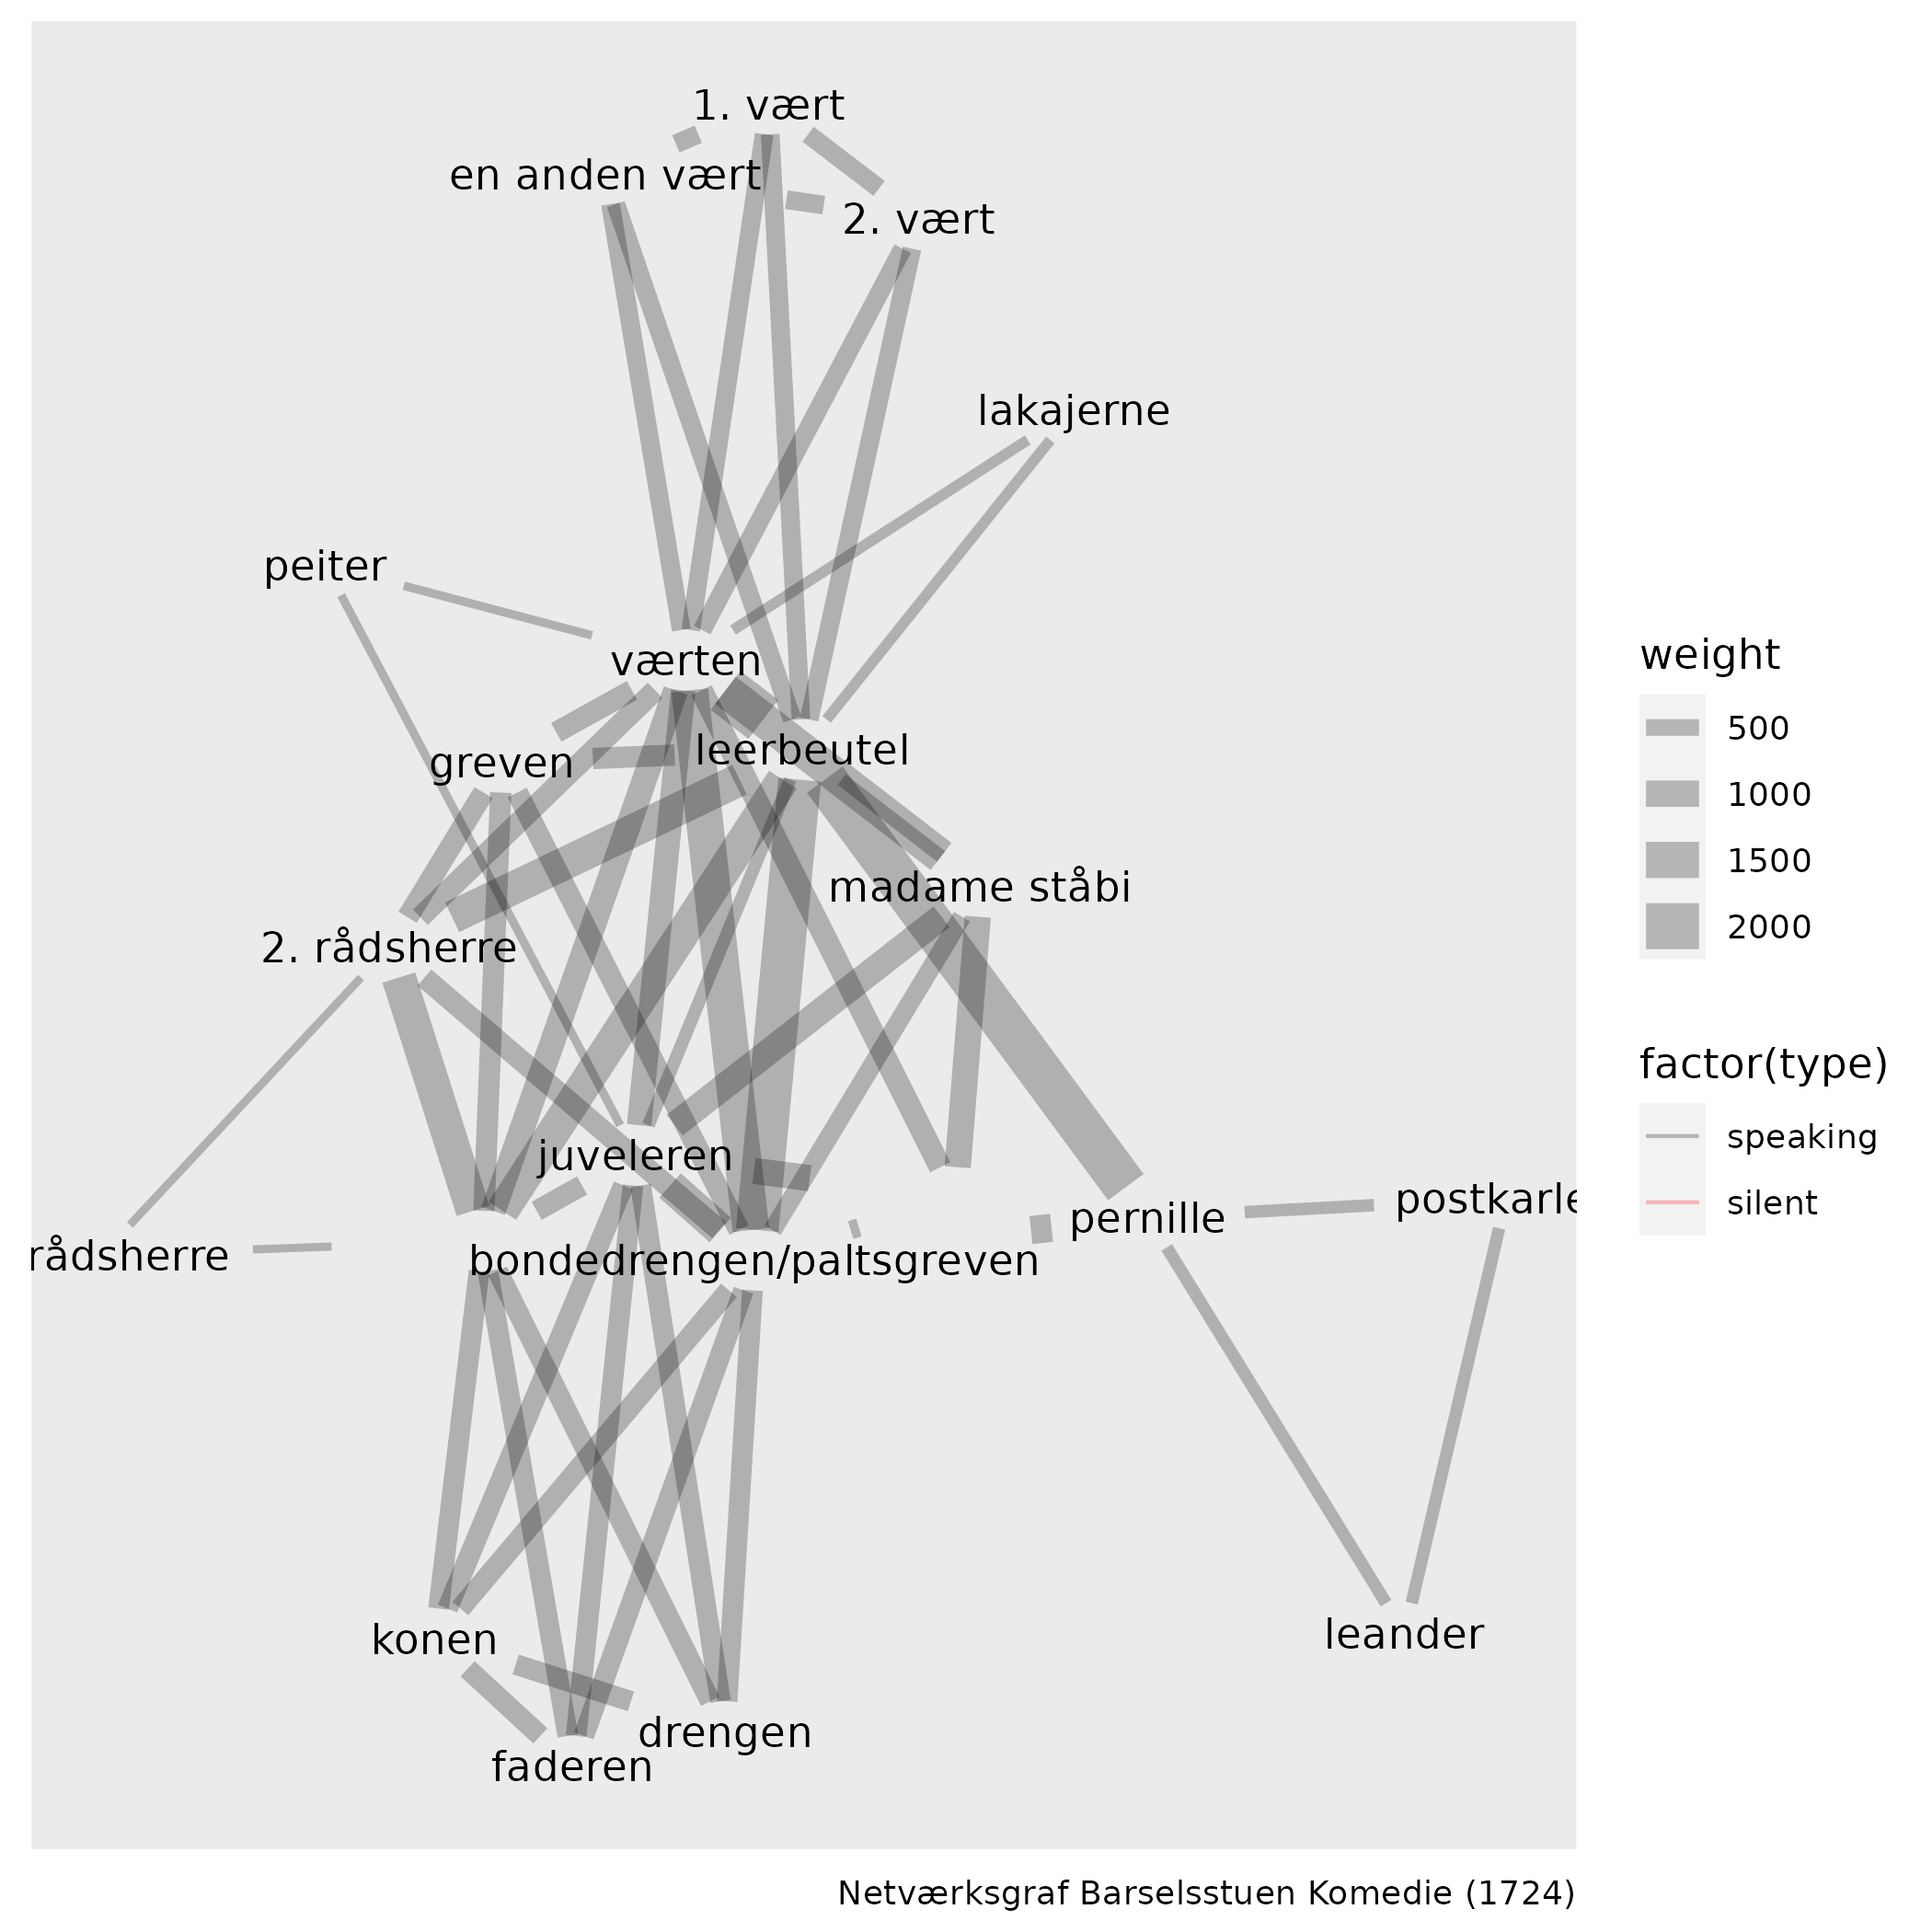 1. vært
en anden vært
2. vært
lakajerne
peiter
værten
leerbeutel
greven
madame ståbi
2. rådsherre
juveleren
postkarle
pernille
rådsherre
bondedrengen/paltsgreven
konen
leander
drengen
faderen
weight
500
1000
1500
2000
factor(type)
speaking
silent
Netværksgraf Barselsstuen Komedie (1724)